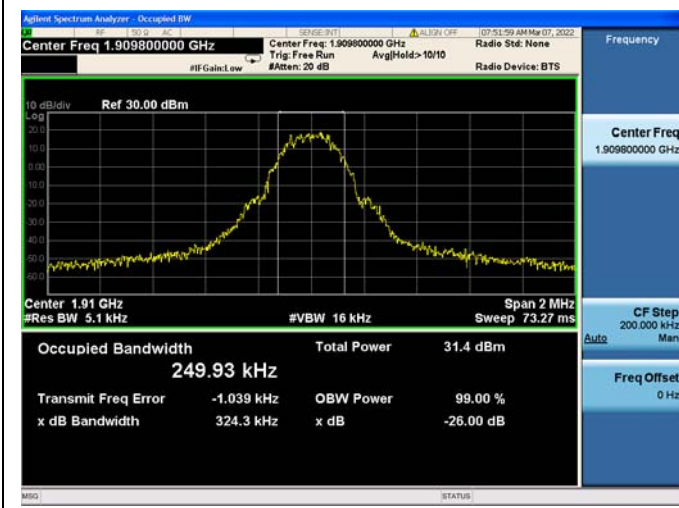 Agilent Spectrum Analyzer - Occupied BW
RF 50 Ω AC SENSE:INT ALIGN OFF 07:51:59 AM Mar 07, 2022
Center Freq 1.909800000 GHz
Center Freq: 1.909800000 GHz
Radio Std: None
Trig: Free Run Avg|Hold:>10/10
#IFGain:Low #Atten: 20 dB Radio Device: BTS
10 dB/div Ref 30.00 dBm
Log
20.0
10.0
0.00
-10.0
-20.0
-30.0
-40.0
-50.0
-60.0
Center 1.91 GHz Span 2 MHz
#Res BW 5.1 kHz #VBW 16 kHz Sweep 73.27 ms
Occupied Bandwidth Total Power 31.4 dBm
249.93 kHz
Transmit Freq Error -1.039 kHz OBW Power 99.00 %
x dB Bandwidth 324.3 kHz x dB -26.00 dB
MSG STATUS
Frequency
Center Freq
1.909800000 GHz
CF Step
200.000 kHz
Auto Man
Freq Offset
0 Hz